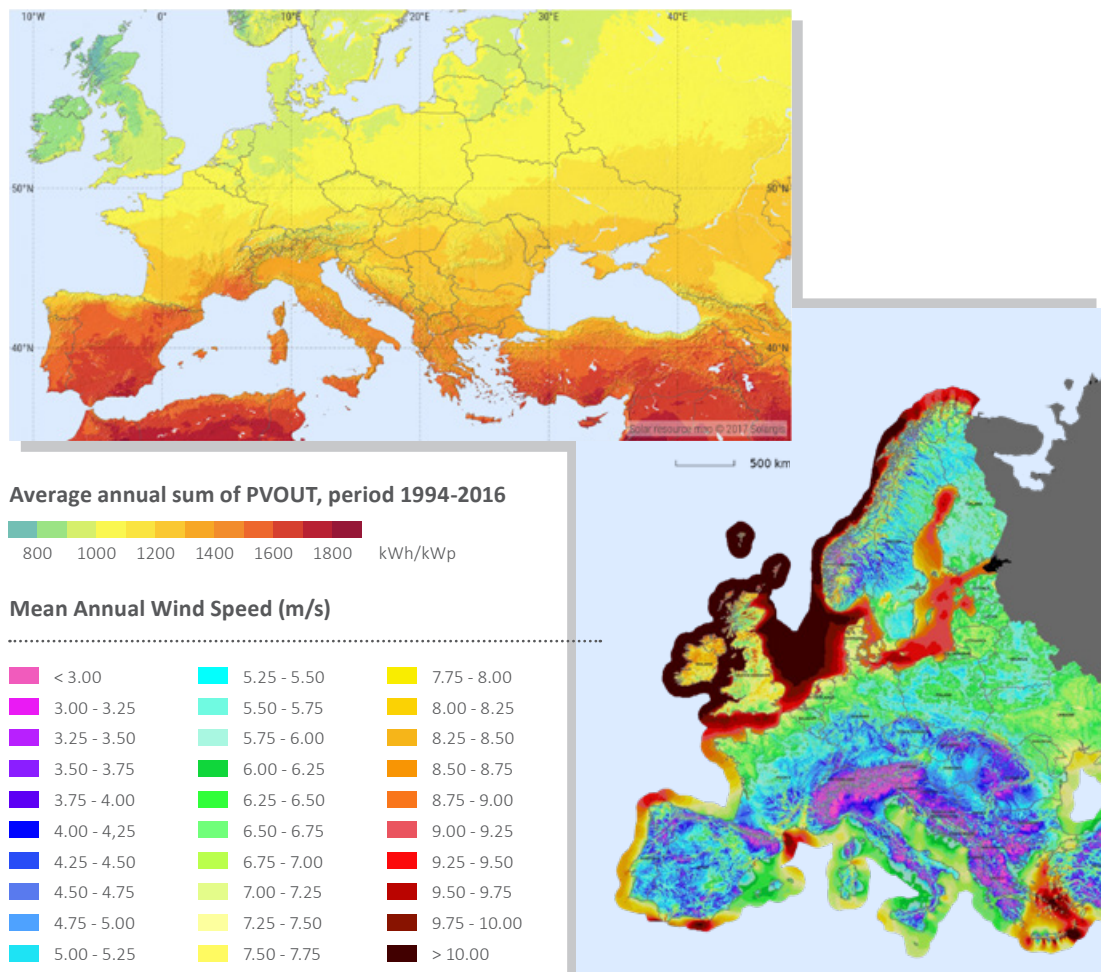 10°W 0° 10°E 20°E 30°E 40°E
50°N 50°N
40°N 40°N
Solar resource map © 2017 Solargis
500 km
Average annual sum of PVOUT, period 1994-2016
800 1000 1200 1400 1600 1800 kWh/kWp
Mean Annual Wind Speed (m/s)
< 3.00
3.00 - 3.25
3.25 - 3.50
3.50 - 3.75
3.75 - 4.00
4.00 - 4,25
4.25 - 4.50
4.50 - 4.75
4.75 - 5.00
5.00 - 5.25
5.25 - 5.50
5.50 - 5.75
5.75 - 6.00
6.00 - 6.25
6.25 - 6.50
6.50 - 6.75
6.75 - 7.00
7.00 - 7.25
7.25 - 7.50
7.50 - 7.75
7.75 - 8.00
8.00 - 8.25
8.25 - 8.50
8.50 - 8.75
8.75 - 9.00
9.00 - 9.25
9.25 - 9.50
9.50 - 9.75
9.75 - 10.00
> 10.00